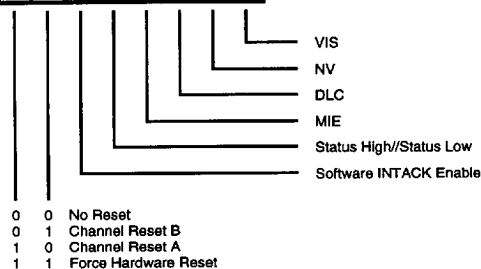 VIS
NV
DLC
MIE
Status High//Status Low
Software INTACK Enable
0 0 No Reset
0 1 Channel Reset B
1 0 Channel Reset A
1 1 Force Hardware Reset